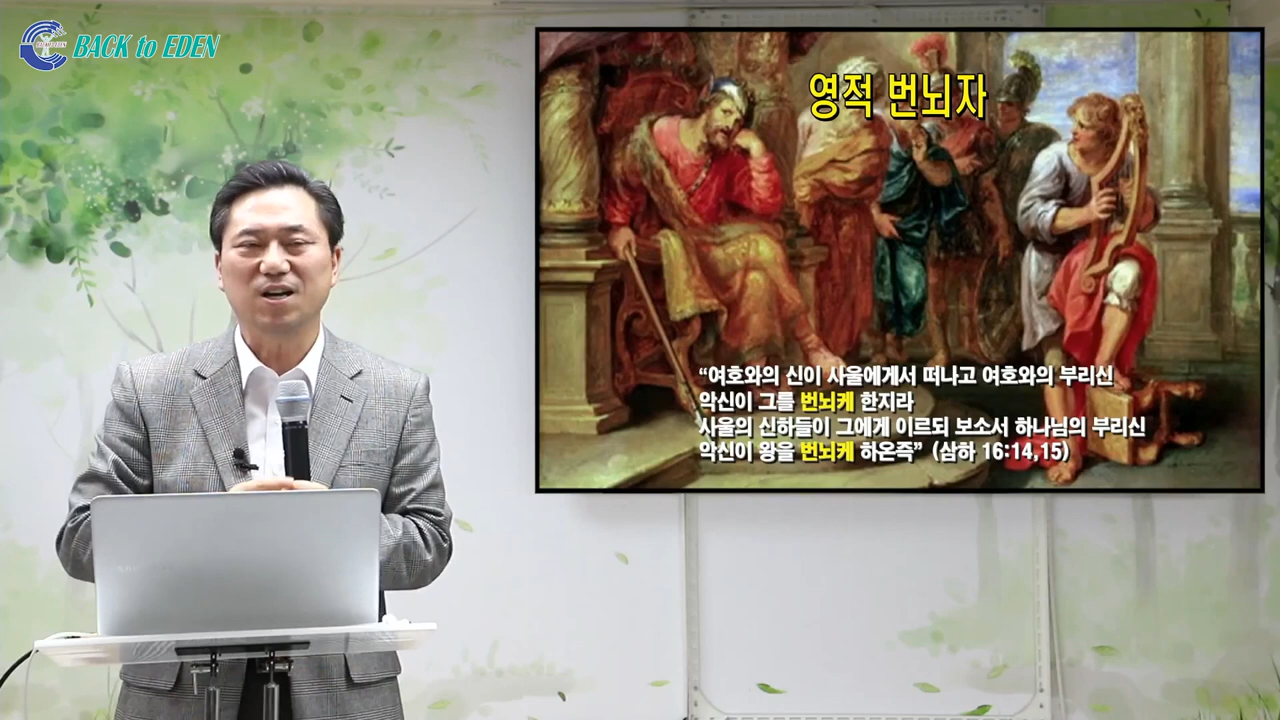 BACK to EDEN
영적 번뇌자
“여호와의 신이 사울에게서 떠나고 여호와의 부리신
악신이 그를 번뇌케 한지라
사울의 신하들이 그에게 이르되 보소서 하나님의 부리신
악신이 왕을 번뇌케 하온즉” (삼하 16:14,15)